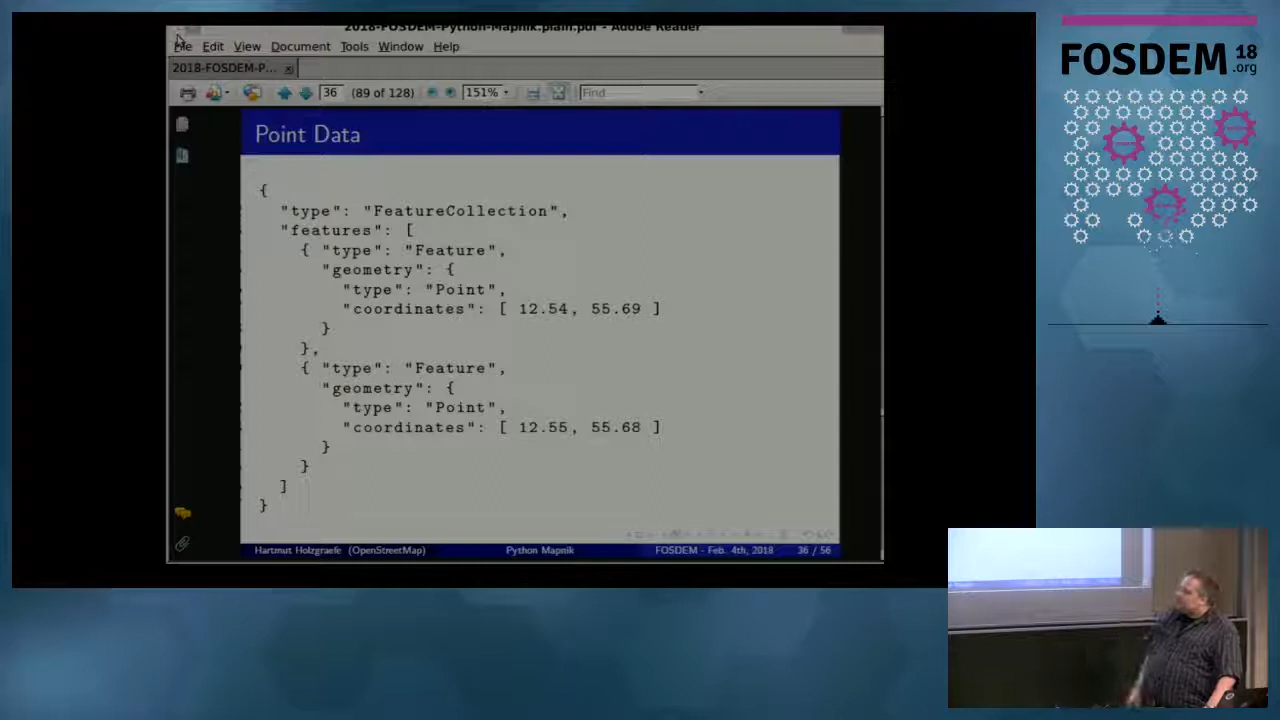 2018-FOSDEM-Python-Mapnik.plain.pdf - Adobe Reader
File Edit View Document Tools Window Help
2018-FOSDEM-P...
36 (89 of 128) 151% Find
Point Data
{
"type": "FeatureCollection",
"features": [
{ "type": "Feature",
"geometry": {
"type": "Point",
"coordinates": [ 12.54, 55.69 ]
}
},
{ "type": "Feature",
"geometry": {
"type": "Point",
"coordinates": [ 12.55, 55.68 ]
}
}
]
}
Hartmut Holzgraefe (OpenStreetMap) Python Mapnik FOSDEM - Feb. 4th, 2018 36 / 56
FOSDEM 18
.org